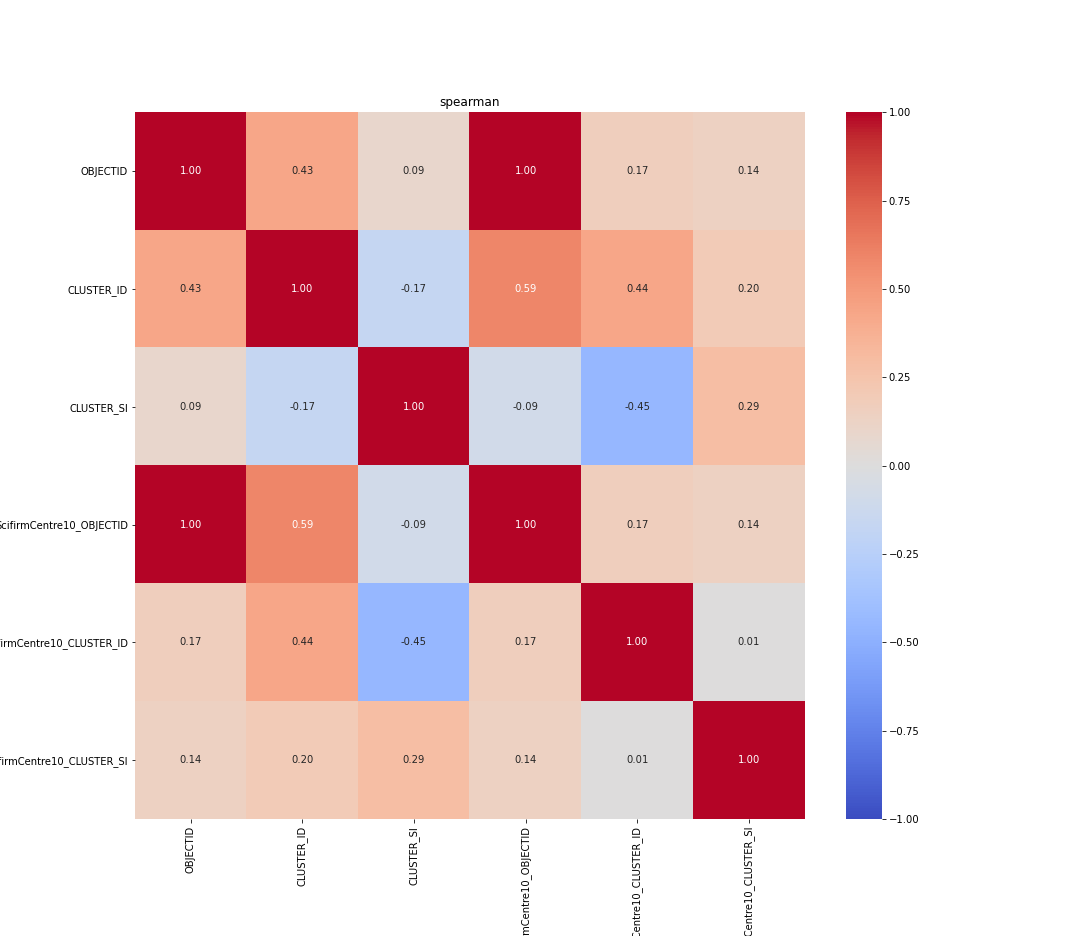 spearman
OBJECTID 1.00 0.43 0.09 1.00 0.17 0.14
CLUSTER_ID 0.43 1.00 -0.17 0.59 0.44 0.20
CLUSTER_SI 0.09 -0.17 1.00 -0.09 -0.45 0.29
ScifirmCentre10_OBJECTID 1.00 0.59 -0.09 1.00 0.17 0.14
irmCentre10_CLUSTER_ID 0.17 0.44 -0.45 0.17 1.00 0.01
firmCentre10_CLUSTER_SI 0.14 0.20 0.29 0.14 0.01 1.00
OBJECTID
CLUSTER_ID
CLUSTER_SI
mCentre10_OBJECTID
Centre10_CLUSTER_ID
Centre10_CLUSTER_SI
1.00
0.75
0.50
0.25
0.00
−0.25
−0.50
−0.75
−1.00